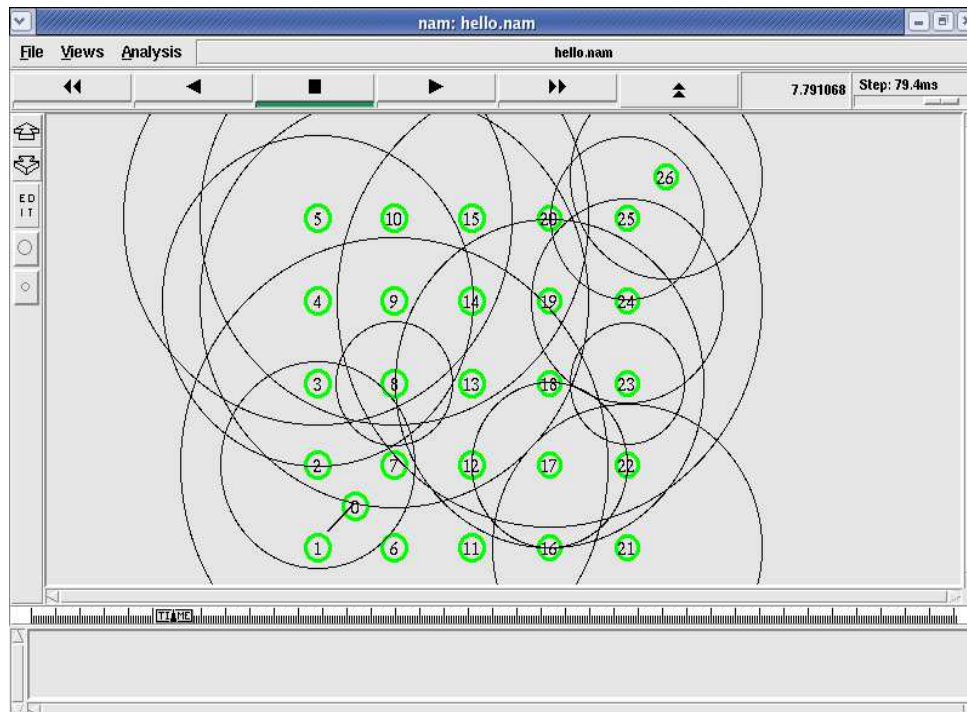 nam: hello.nam
File Views Analysis hello.nam
7.791068 Step: 79.4ms
ED
IT
26
5 10 15 20 25
4 9 14 19 24
3 8 13 18 23
2 7 12 17 22
0
1 6 11 16 21
TIME